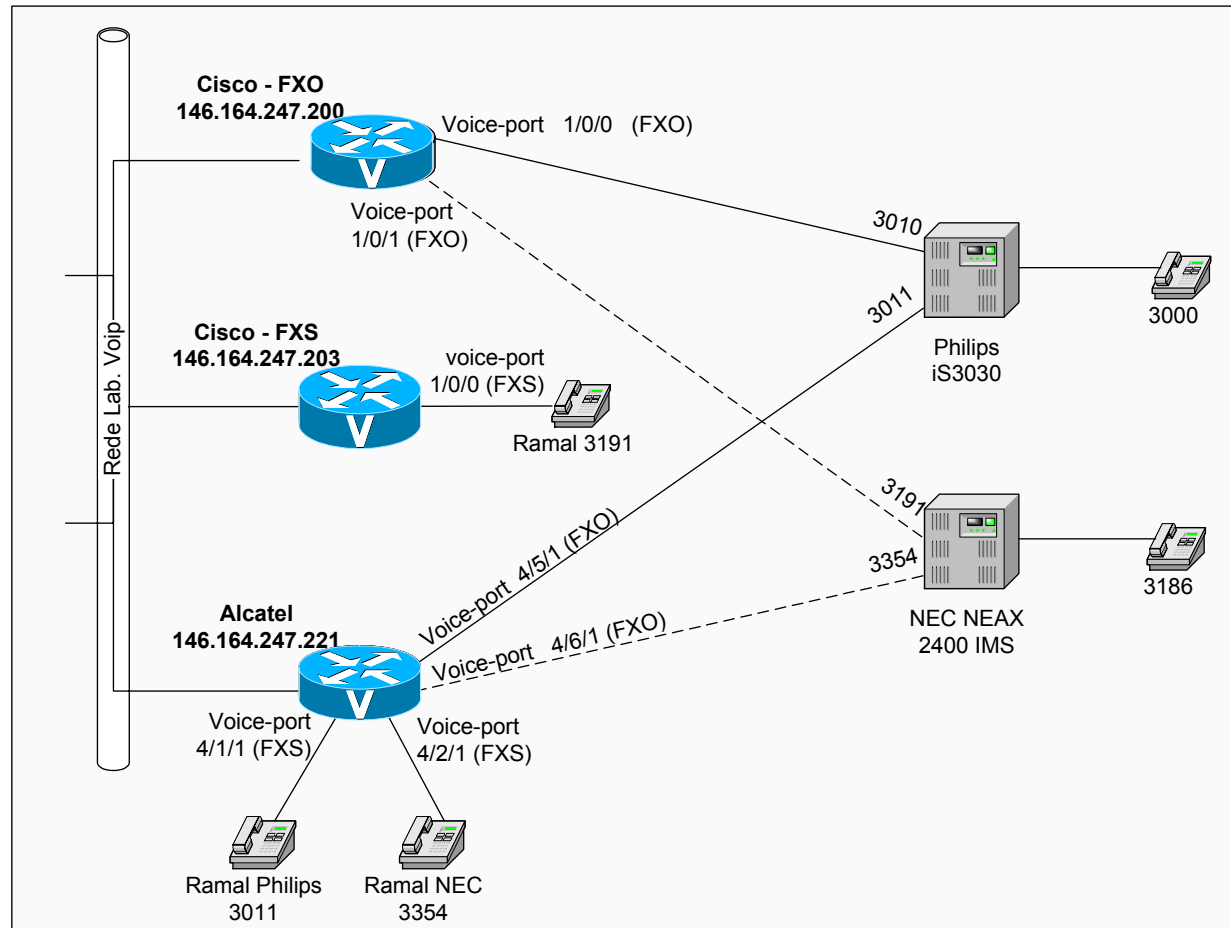 Cisco - FXO
146.164.247.200
Voice-port 1/0/0 (FXO)
V
Voice-port
1/0/1 (FXO)
3010
3011
3000
Philips
iS3030
Rede Lab. Voip
Cisco - FXS
146.164.247.203
voice-port
1/0/0 (FXS)
V
Ramal 3191
3191
3354
3186
NEC NEAX
2400 IMS
Voice-port 4/5/1 (FXO)
Voice-port 4/6/1 (FXO)
Alcatel
146.164.247.221
V
Voice-port
4/1/1 (FXS)
Voice-port
4/2/1 (FXS)
Ramal Philips
3011
Ramal NEC
3354